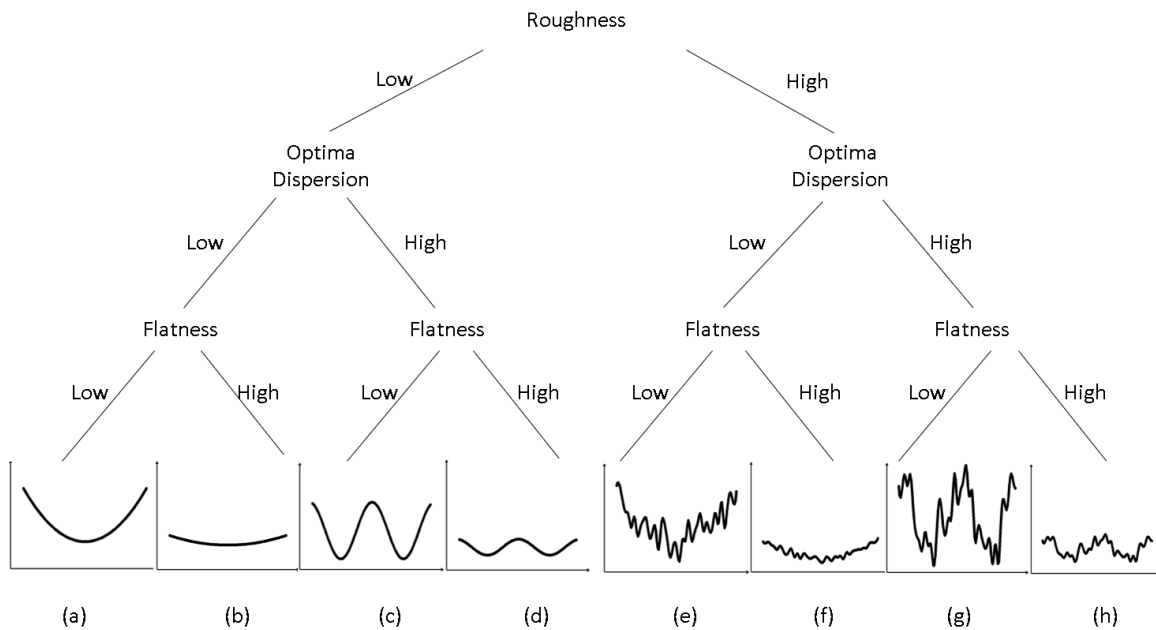 Roughness
Low
High
Optima
Dispersion
Optima
Dispersion
Low
High
Low
High
Flatness
Flatness
Flatness
Flatness
Low
High
Low
High
Low
High
Low
High
(a)
(b)
(c)
(d)
(e)
(f)
(g)
(h)